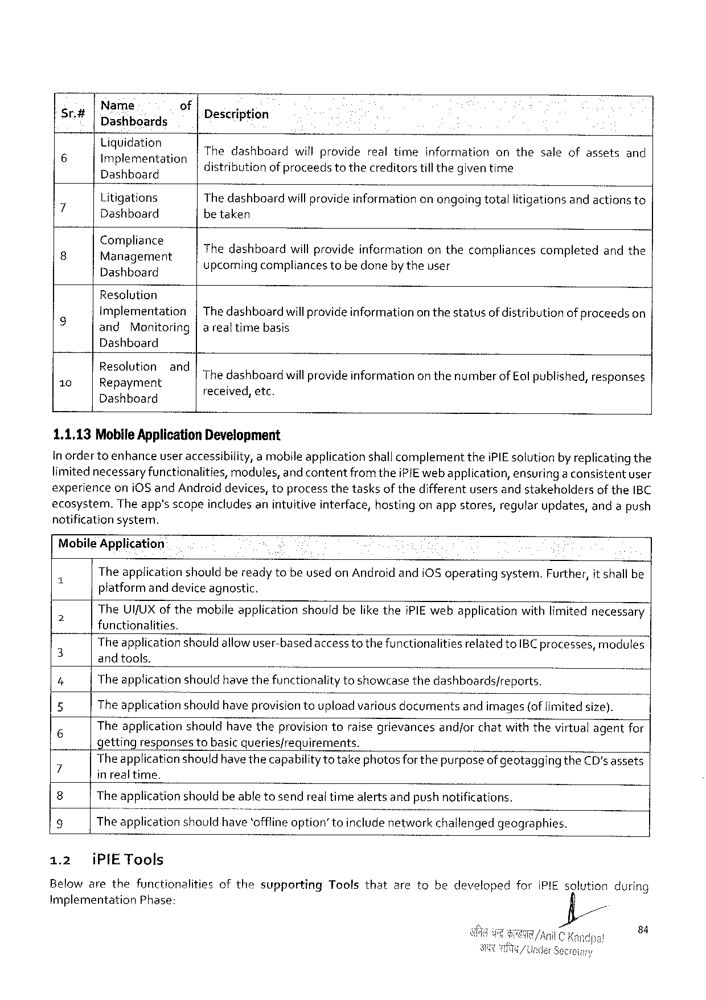 Sr.# Name of Dashboards Description
Liquidation
6 Implementation
Dashboard
The dashboard will provide real time information on the sale of assets and
distribution of proceeds to the creditors till the given time
7 Litigations
Dashboard
The dashboard will provide information on ongoing total litigations and actions to
be taken
Compliance
8 Management
Dashboard
The dashboard will provide information on the compliances completed and the
upcoming compliances to be done by the user
9 Resolution
Implementation
and Monitoring
Dashboard
The dashboard will provide information on the status of distribution of proceeds on
a real time basis
10 Resolution and
Repayment
Dashboard
The dashboard will provide information on the number of EoI published, responses
received, etc.
1.1.13 Mobile Application Development
In order to enhance user accessibility, a mobile application shall complement the iPIE solution by replicating the
limited necessary functionalities, modules, and content from the iPIE web application, ensuring a consistent user
experience on iOS and Android devices, to process the tasks of the different users and stakeholders of the IBC
ecosystem. The app's scope includes an intuitive interface, hosting on app stores, regular updates, and a push
notification system.
Mobile Application
1 The application should be ready to be used on Android and iOS operating system. Further, it shall be
platform and device agnostic.
2 The UI/UX of the mobile application should be like the iPIE web application with limited necessary
functionalities.
3 The application should allow user-based access to the functionalities related to IBC processes, modules
and tools.
4 The application should have the functionality to showcase the dashboards/reports.
5 The application should have provision to upload various documents and images (of limited size).
6 The application should have the provision to raise grievances and/or chat with the virtual agent for
getting responses to basic queries/requirements.
7 The application should have the capability to take photos for the purpose of geotagging the CD's assets
in real time.
8 The application should be able to send real time alerts and push notifications.
9 The application should have 'offline option' to include network challenged geographies.
1.2 iPIE Tools
Below are the functionalities of the supporting Tools that are to be developed for iPIE solution during
Implementation Phase:
84
अनिल चन्द्र कान्डपाल/Anil C Kandpal
अवर सचिव/Under Secretary